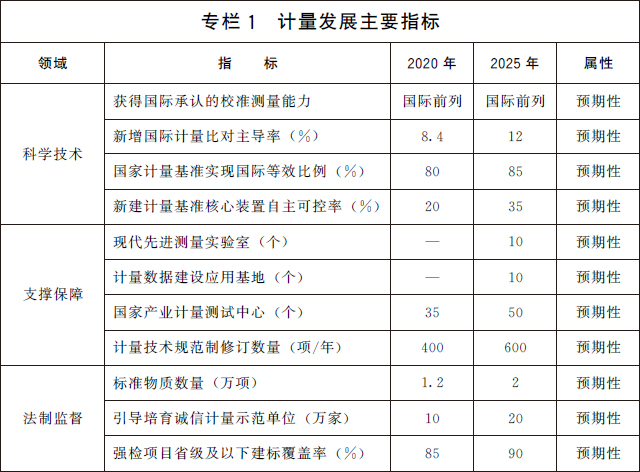 专栏1 计量发展主要指标
领域 指标 2020年 2025年 属性
获得国际承认的校准测量能力 国际前列 国际前列 预期性
新增国际计量比对主导率（%） 8.4 12 预期性
科学技术
国家计量基准实现国际等效比例（%） 80 85 预期性
新建计量基准核心装置自主可控率（%） 20 35 预期性
现代先进测量实验室（个） — 10 预期性
计量数据建设应用基地（个） — 10 预期性
支撑保障
国家产业计量测试中心（个） 35 50 预期性
计量技术规范制修订数量（项/年） 400 600 预期性
标准物质数量（万项） 1.2 2 预期性
法制监督 引导培育诚信计量示范单位（万家） 10 20 预期性
强检项目省级及以下建标覆盖率（%） 85 90 预期性